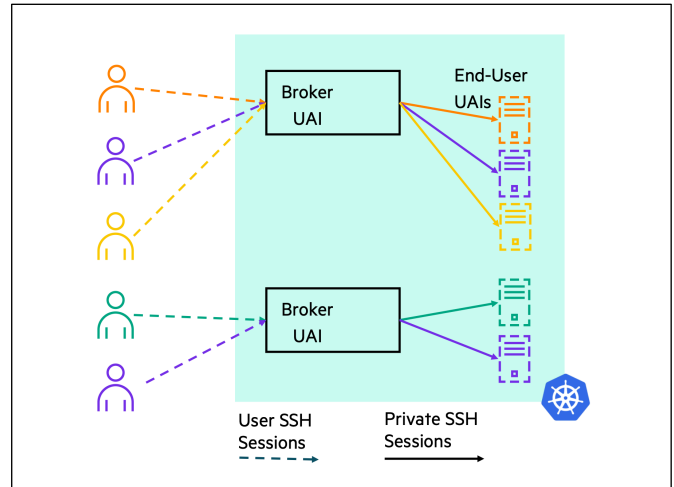 Broker
UAI
End-User
UAIs
Broker
UAI
User SSH
Sessions
Private SSH
Sessions